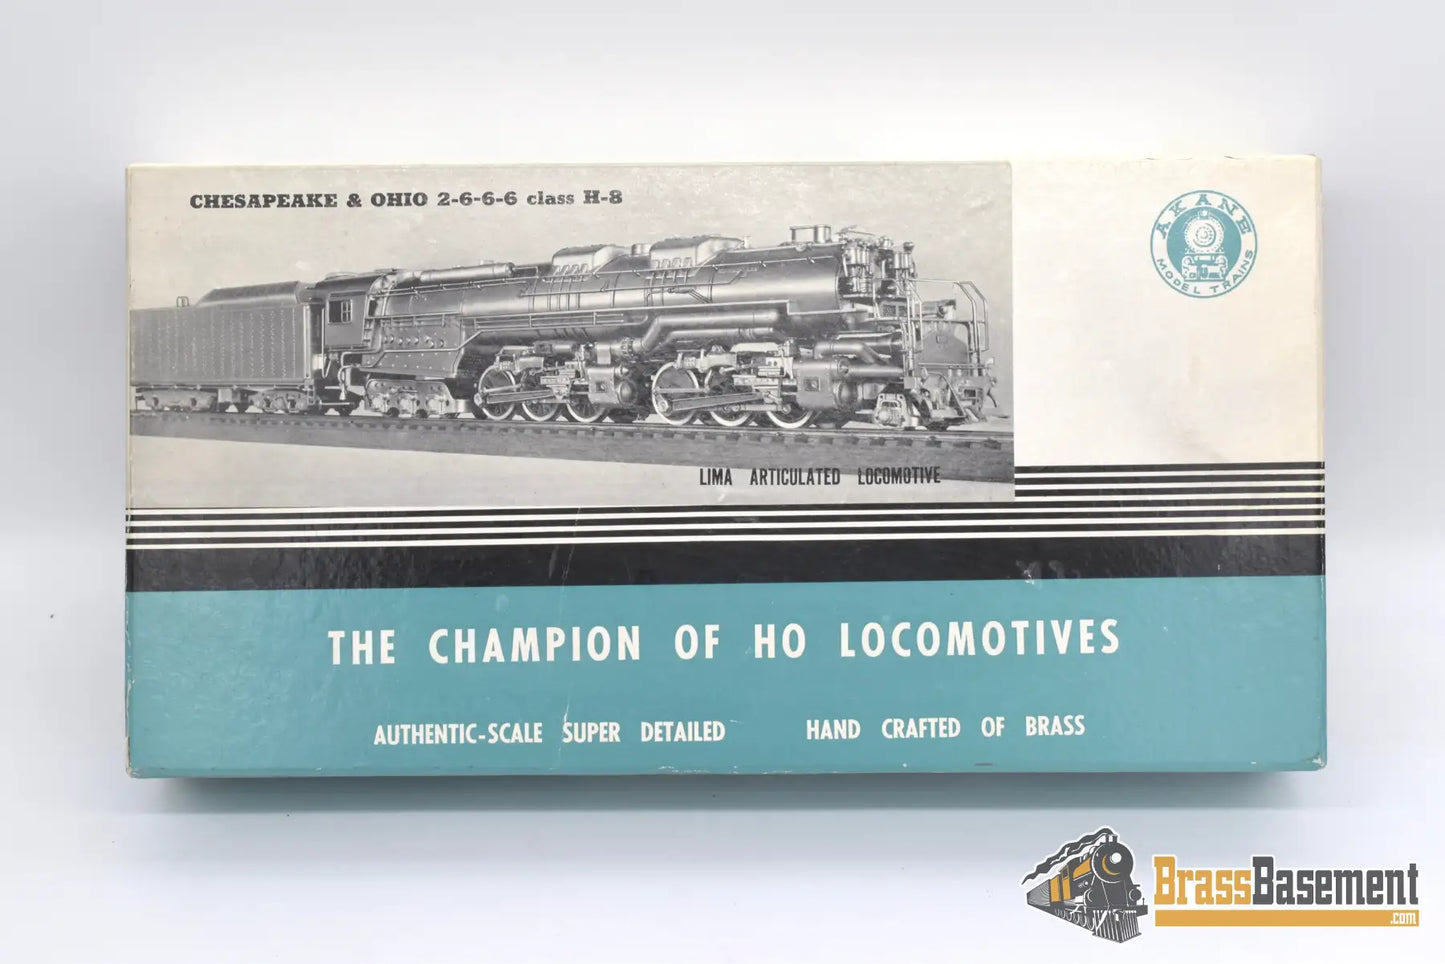 CHESAPEAKE & OHIO 2-6-6-6 class H-8
AKANE
MODEL TRAINS
LIMA ARTICULATED LOCOMOTIVE
THE CHAMPION OF HO LOCOMOTIVES
AUTHENTIC-SCALE SUPER DETAILED HAND CRAFTED OF BRASS
BrassBasement
.com